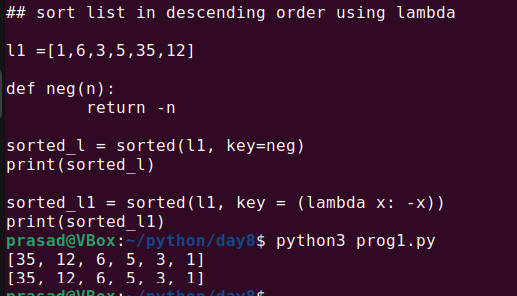 ## sort list in descending order using lambda
l1 =[1,6,3,5,35,12]
def neg(n):
        return -n
sorted_l = sorted(l1, key=neg)
print(sorted_l)
sorted_l1 = sorted(l1, key = (lambda x: -x))
print(sorted_l1)
prasad@VBox:~/python/day8$ python3 prog1.py
[35, 12, 6, 5, 3, 1]
[35, 12, 6, 5, 3, 1]
prasad@VBox:~/python/day8$